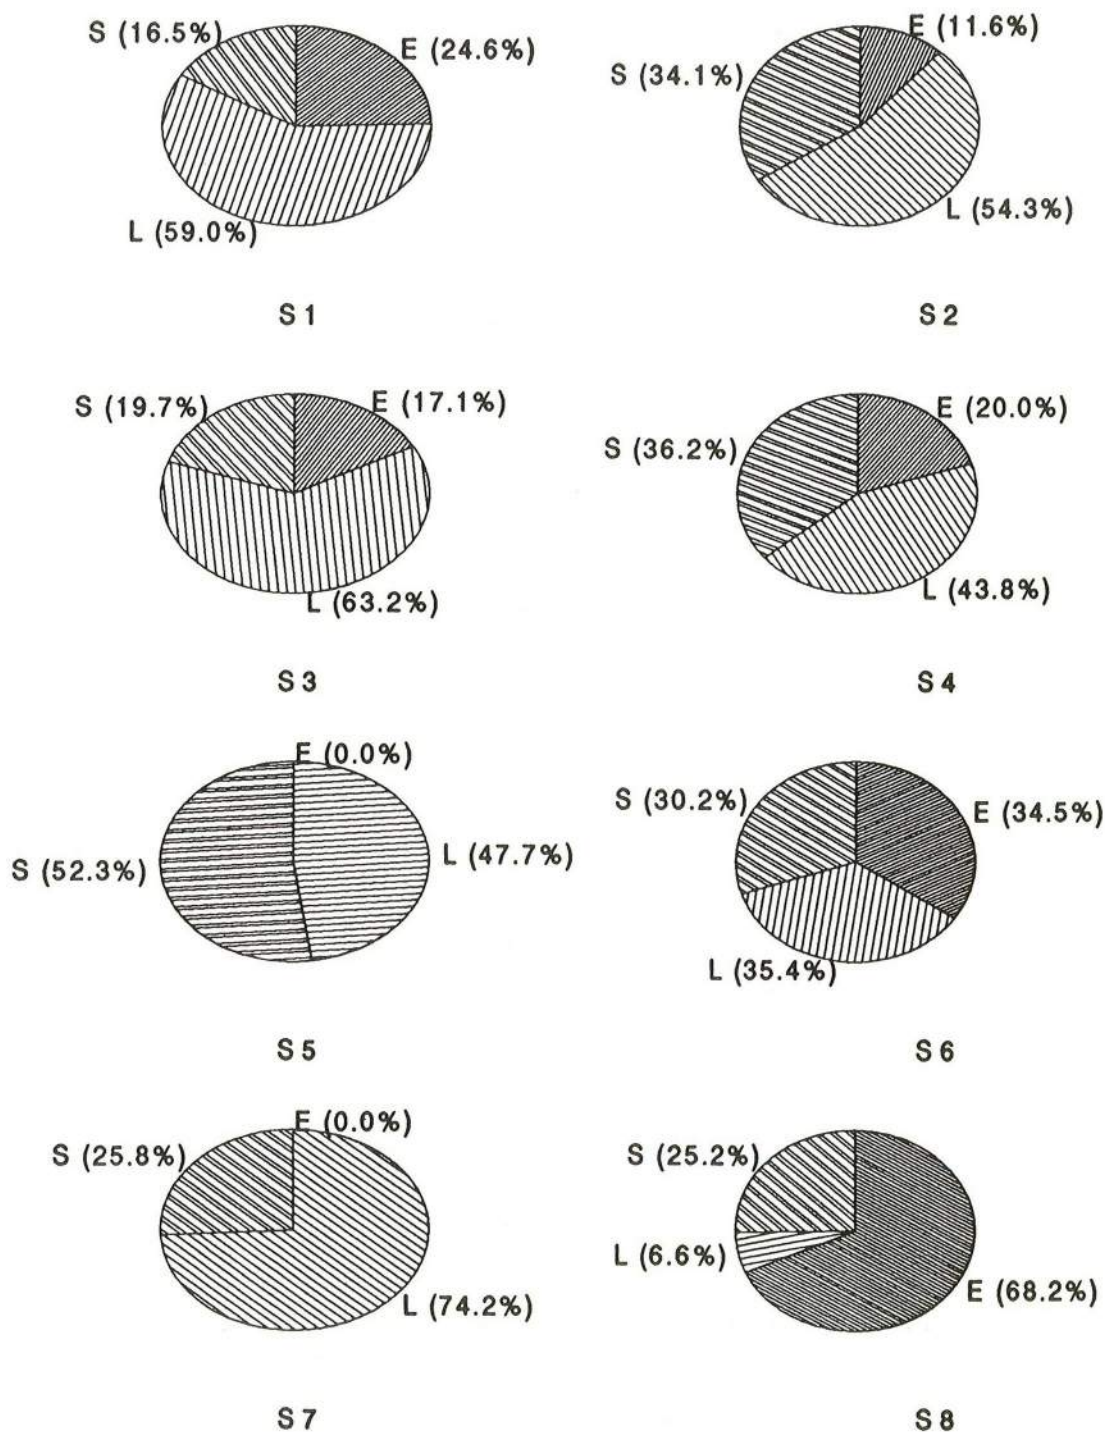 S (16.5%)
E (24.6%)
L (59.0%)
S1
E (11.6%)
S (34.1%)
L (54.3%)
S2
S (19.7%)
E (17.1%)
L (63.2%)
S3
E (20.0%)
S (36.2%)
L (43.8%)
S4
E (0.0%)
L (47.7%)
S (52.3%)
S5
S (30.2%)
E (34.5%)
L (35.4%)
S6
E (0.0%)
S (25.8%)
L (74.2%)
S7
S (25.2%)
L (6.6%)
E (68.2%)
S8